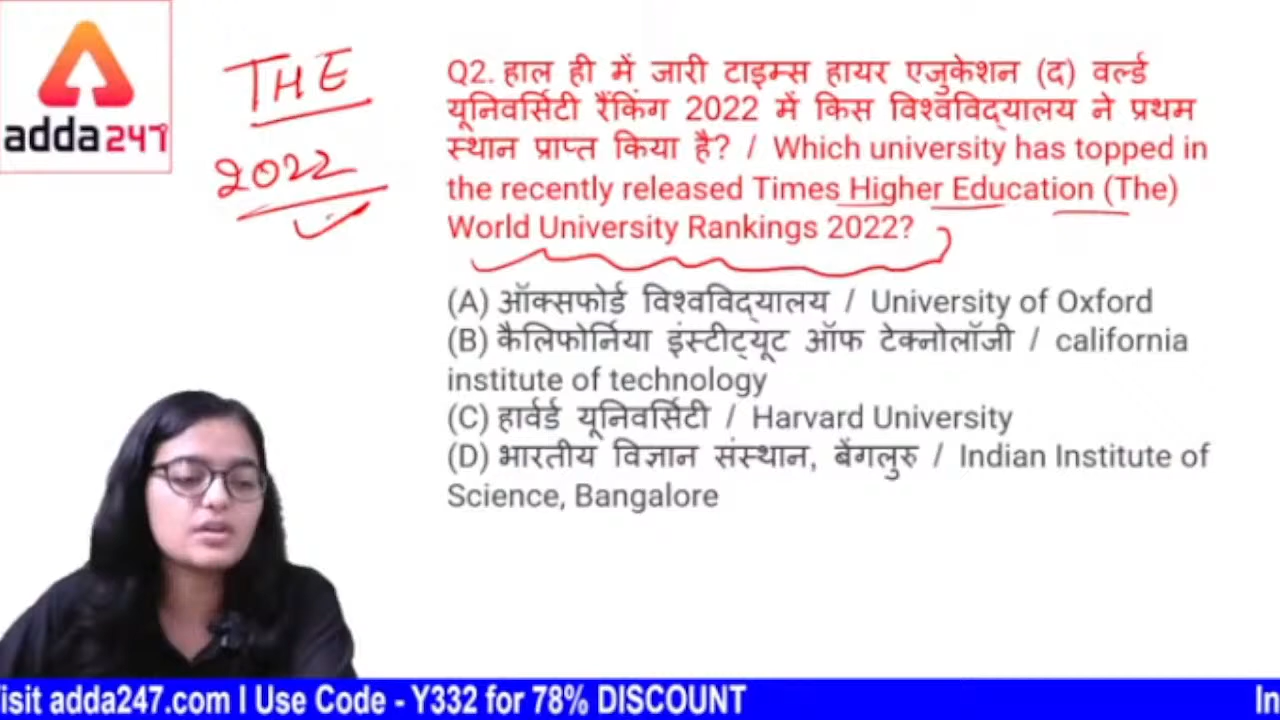 adda247
THE
2022
Q2. हाल ही में जारी टाइम्स हायर एजुकेशन (द) वर्ल्ड
यूनिवर्सिटी रैंकिंग 2022 में किस विश्वविद्यालय ने प्रथम
स्थान प्राप्त किया है? / Which university has topped in
the recently released Times Higher Education (The)
World University Rankings 2022?
(A) ऑक्सफोर्ड विश्वविद्यालय / University of Oxford
(B) कैलिफोर्निया इंस्टीट्यूट ऑफ टेक्नोलॉजी / california
institute of technology
(C) हार्वर्ड यूनिवर्सिटी / Harvard University
(D) भारतीय विज्ञान संस्थान, बेंगलुरु / Indian Institute of
Science, Bangalore
isit adda247.com I Use Code - Y332 for 78% DISCOUNT In